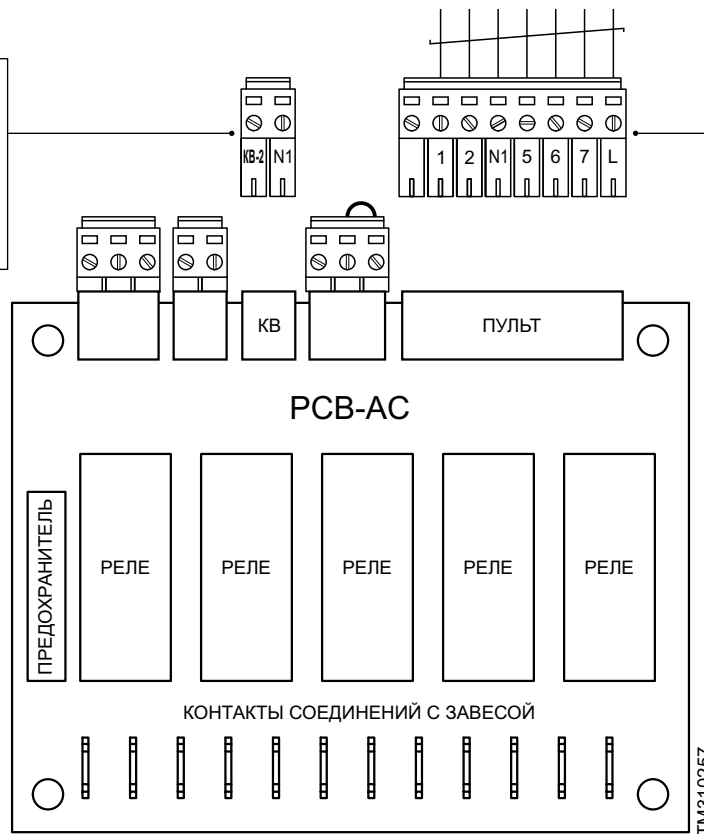 КВ-2 N1
1 2 N1 5 6 7 L
КВ
ПУЛЬТ
PCB-AC
ПРЕДОХРАНИТЕЛЬ
РЕЛЕ РЕЛЕ РЕЛЕ РЕЛЕ РЕЛЕ
КОНТАКТЫ СОЕДИНЕНИЙ С ЗАВЕСОЙ
TM310257